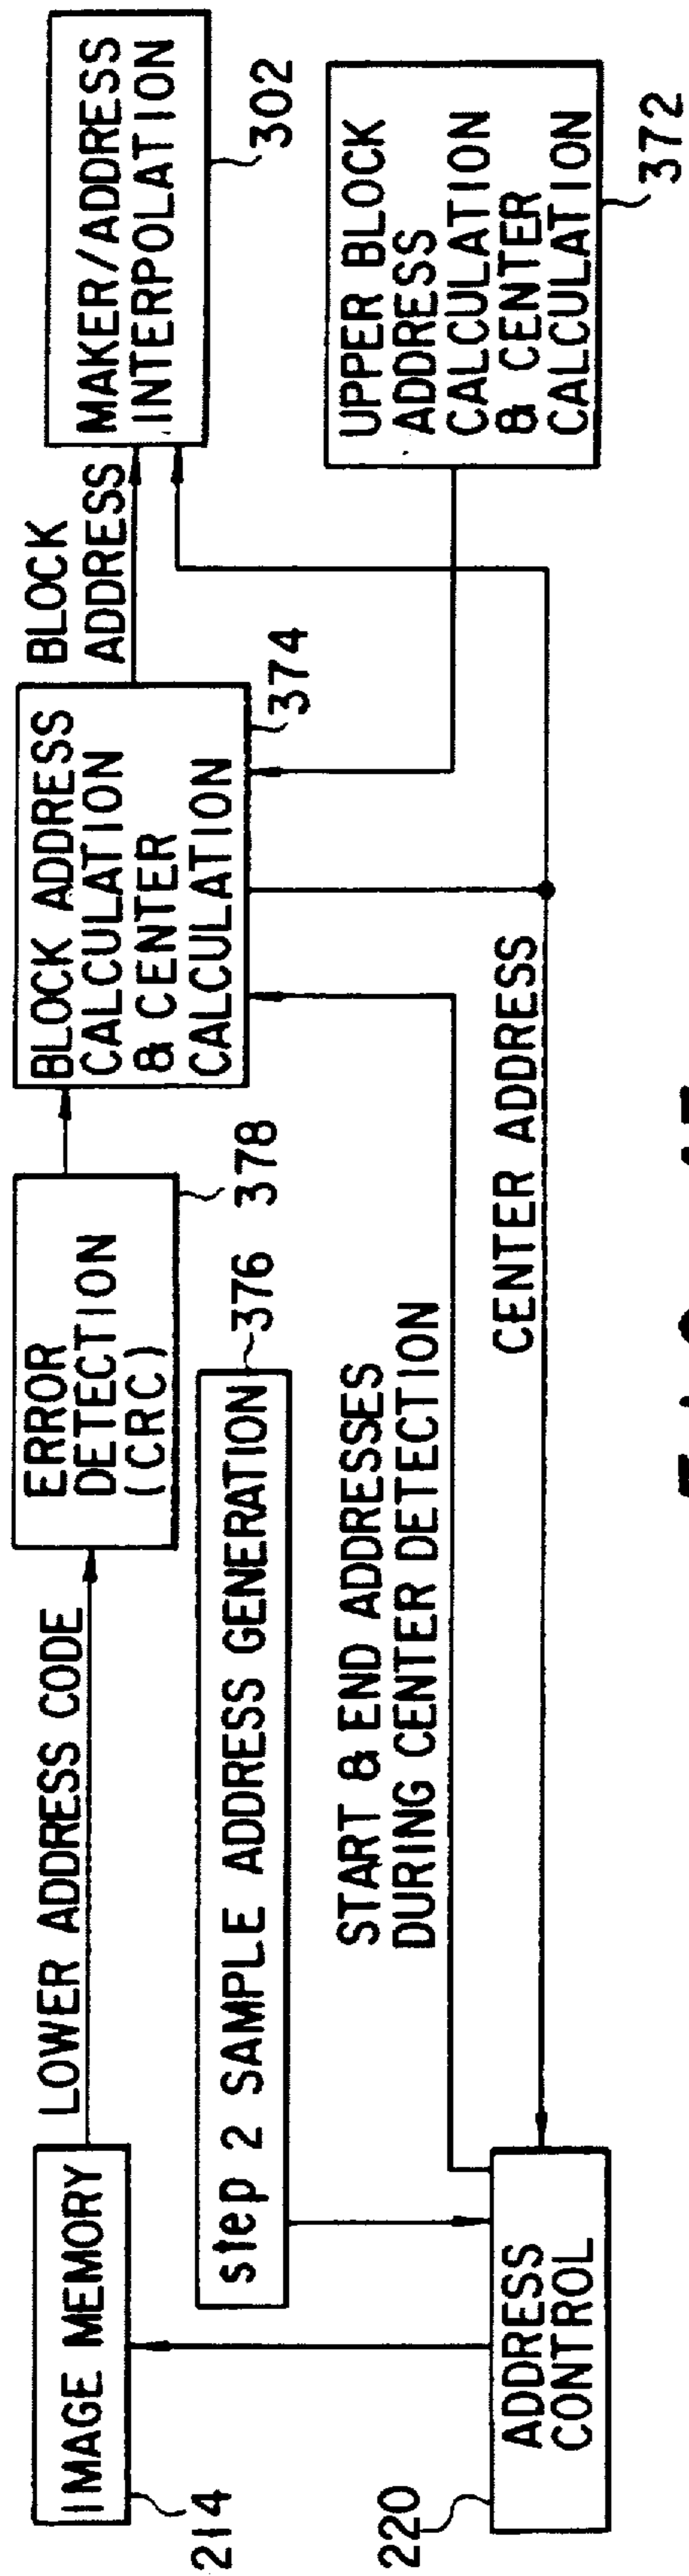 IMAGE MEMORY
214
LOWER ADDRESS CODE
ERROR
DETECTION
(CRC)
378
BLOCK ADDRESS
CALCULATION
& CENTER
CALCULATION
374
BLOCK
ADDRESS
MAKER/ADDRESS
INTERPOLATION
302
step 2 SAMPLE ADDRESS GENERATION
376
START & END ADDRESSES
DURING CENTER DETECTION
UPPER BLOCK
ADDRESS
CALCULATION
& CENTER
CALCULATION
372
ADDRESS
CONTROL
220
CENTER ADDRESS